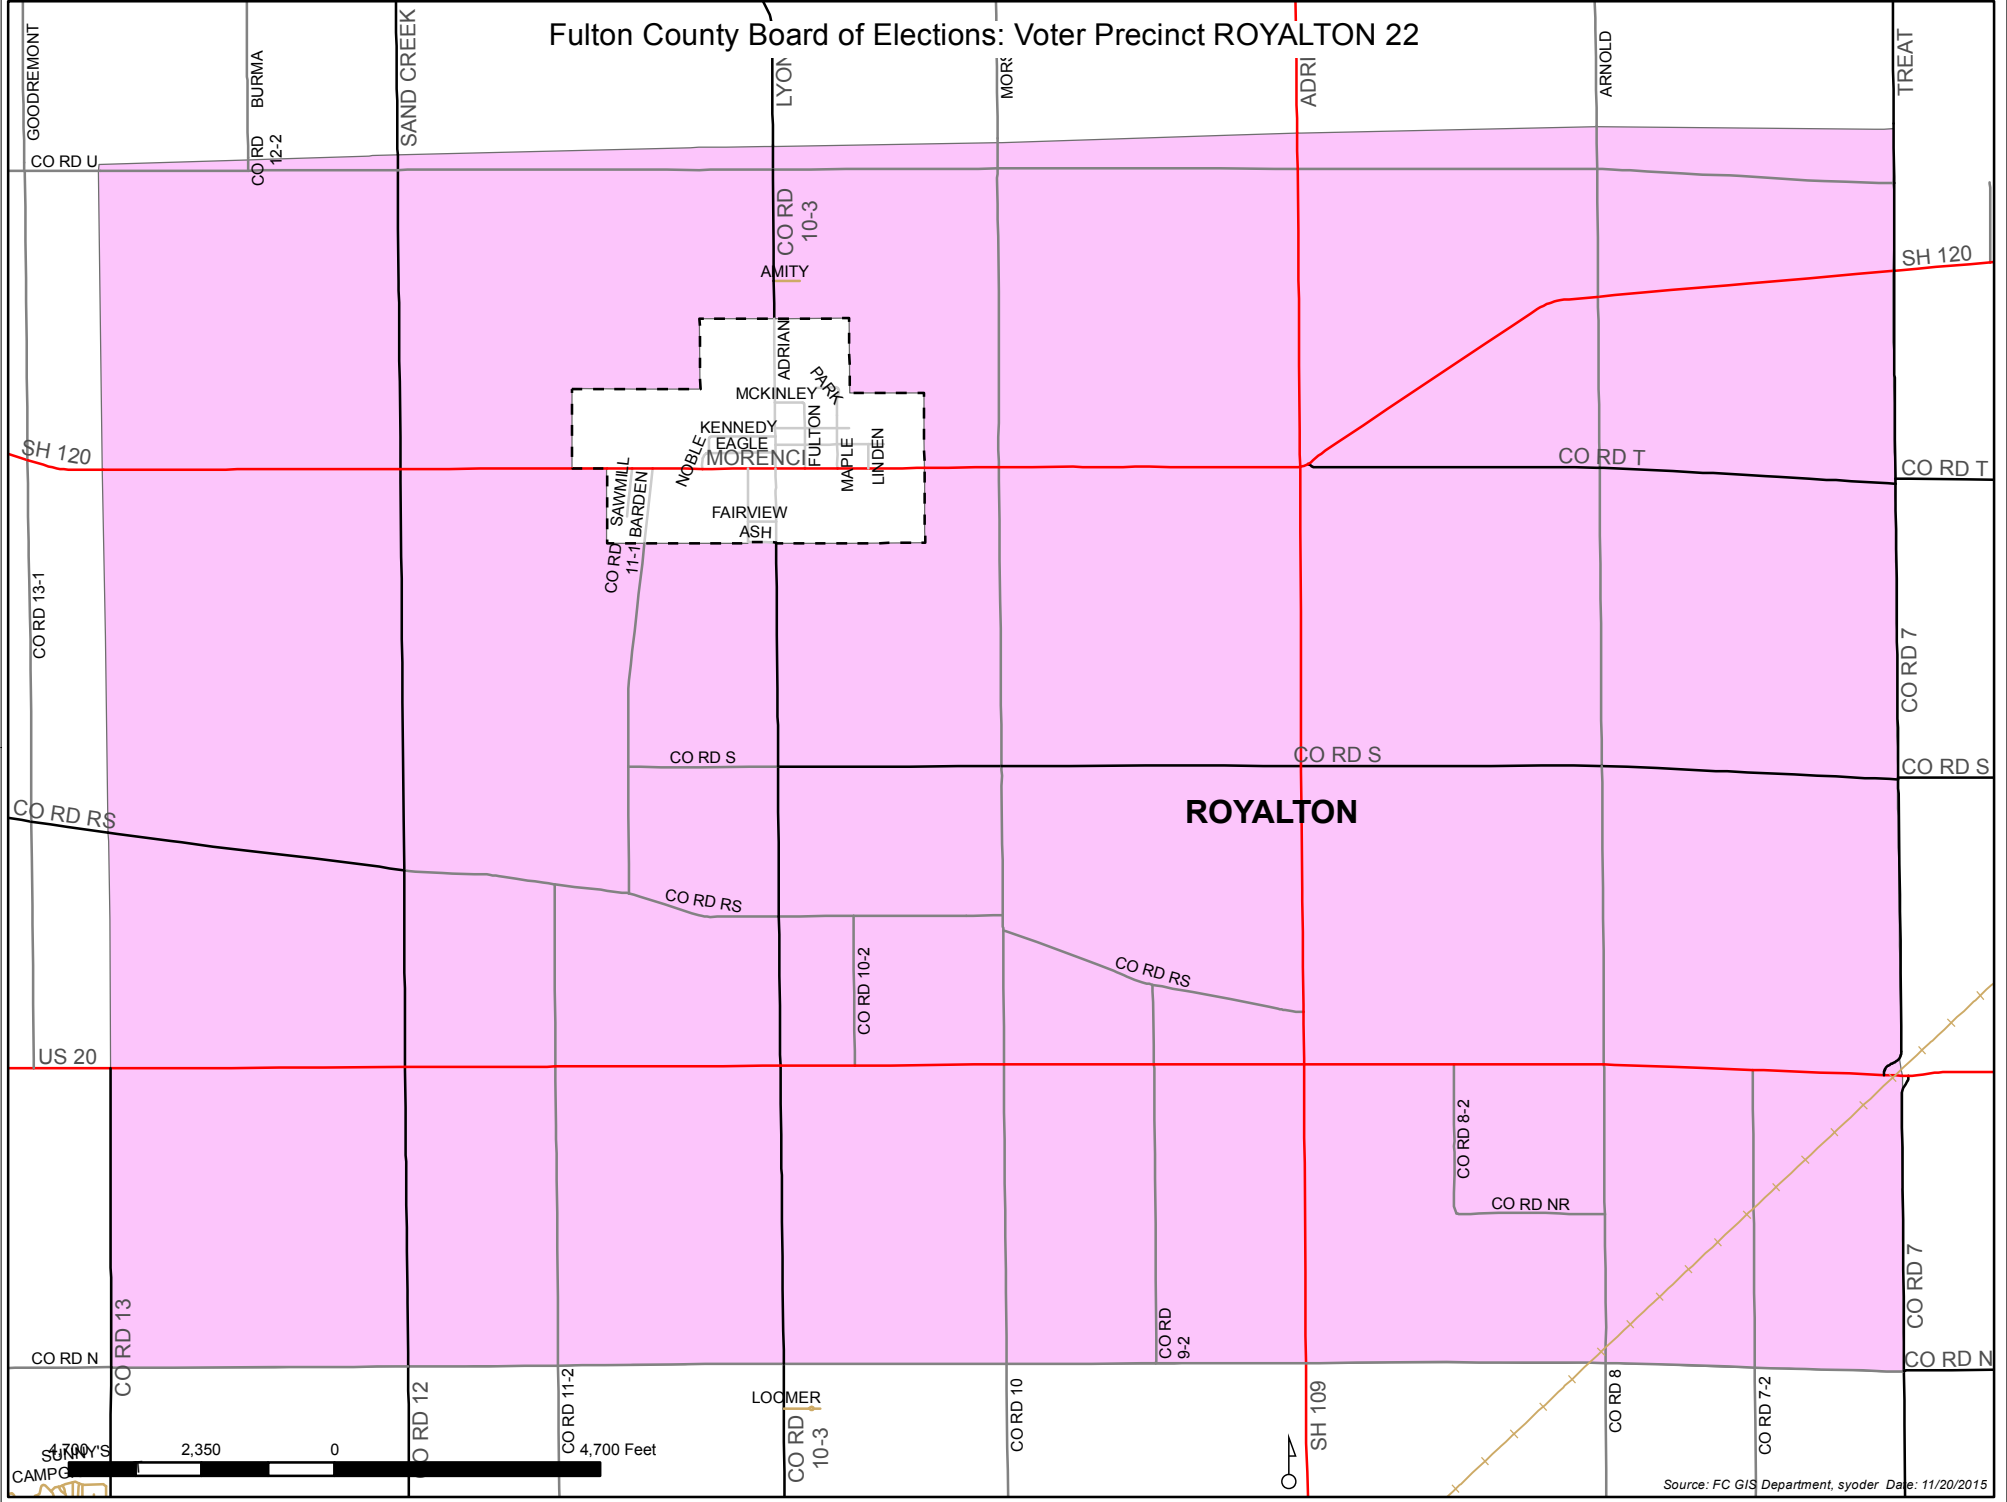 Fulton County Board of Elections: Voter Precinct ROYALTON 22
GOODREMONT
BURMA
SAND CREEK
LYON
ADRI
ARNOLD
TREAT
CO RD U
CO RD
12-2
CO RD
10-3
AMITY
SH 120
ADRIAN
PARK
MCKINLEY
KENNEDY
FULTON
EAGLE
NOBLE
MORENCI
MAPLE
LINDEN
SH 120
CO RD T
CO RD T
SAWMILL
BARDEN
FAIRVIEW
ASH
CO RD
11-1
CO RD 13-1
CO RD 7
CO RD S
CO RD S
CO RD S
CO RD RS
ROYALTON
CO RD RS
CO RD RS
CO RD 10-2
US 20
CO RD 8-2
CO RD NR
CO RD 7
CO RD 13
CO RD
9-2
CO RD N
CO RD N
CO RD 12
CO RD 11-2
LOOMER
CO RD
10-3
CO RD 10
SH 109
CO RD 8
CO RD 7-2
4,700
2,350
0
4,700 Feet
SUNNY'S
Source: FC GIS Department, syoder Date: 11/20/2015